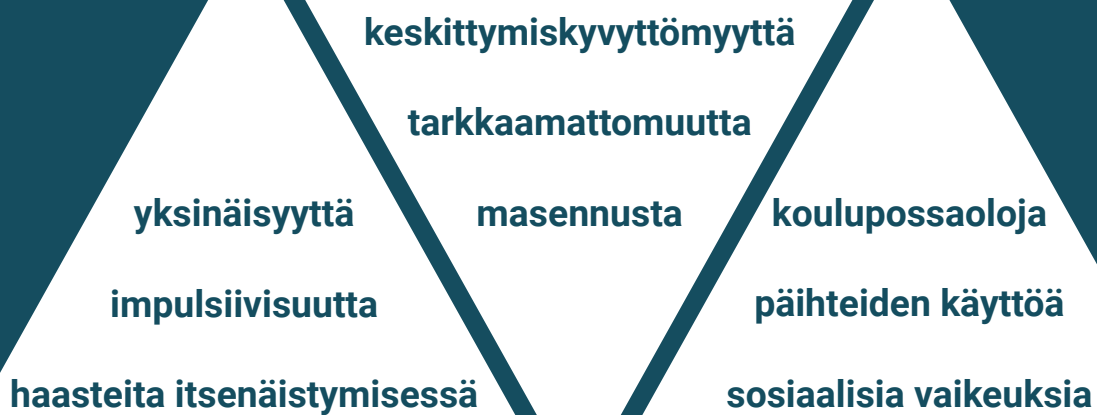 keskittymiskyvyttömyyttä
tarkkaamattomuutta
masennusta
yksinäisyyttä
impulsiivisuutta
haasteita itsenäistymisessä
koulupossaoloja
päihteiden käyttöä
sosiaalisia vaikeuksia